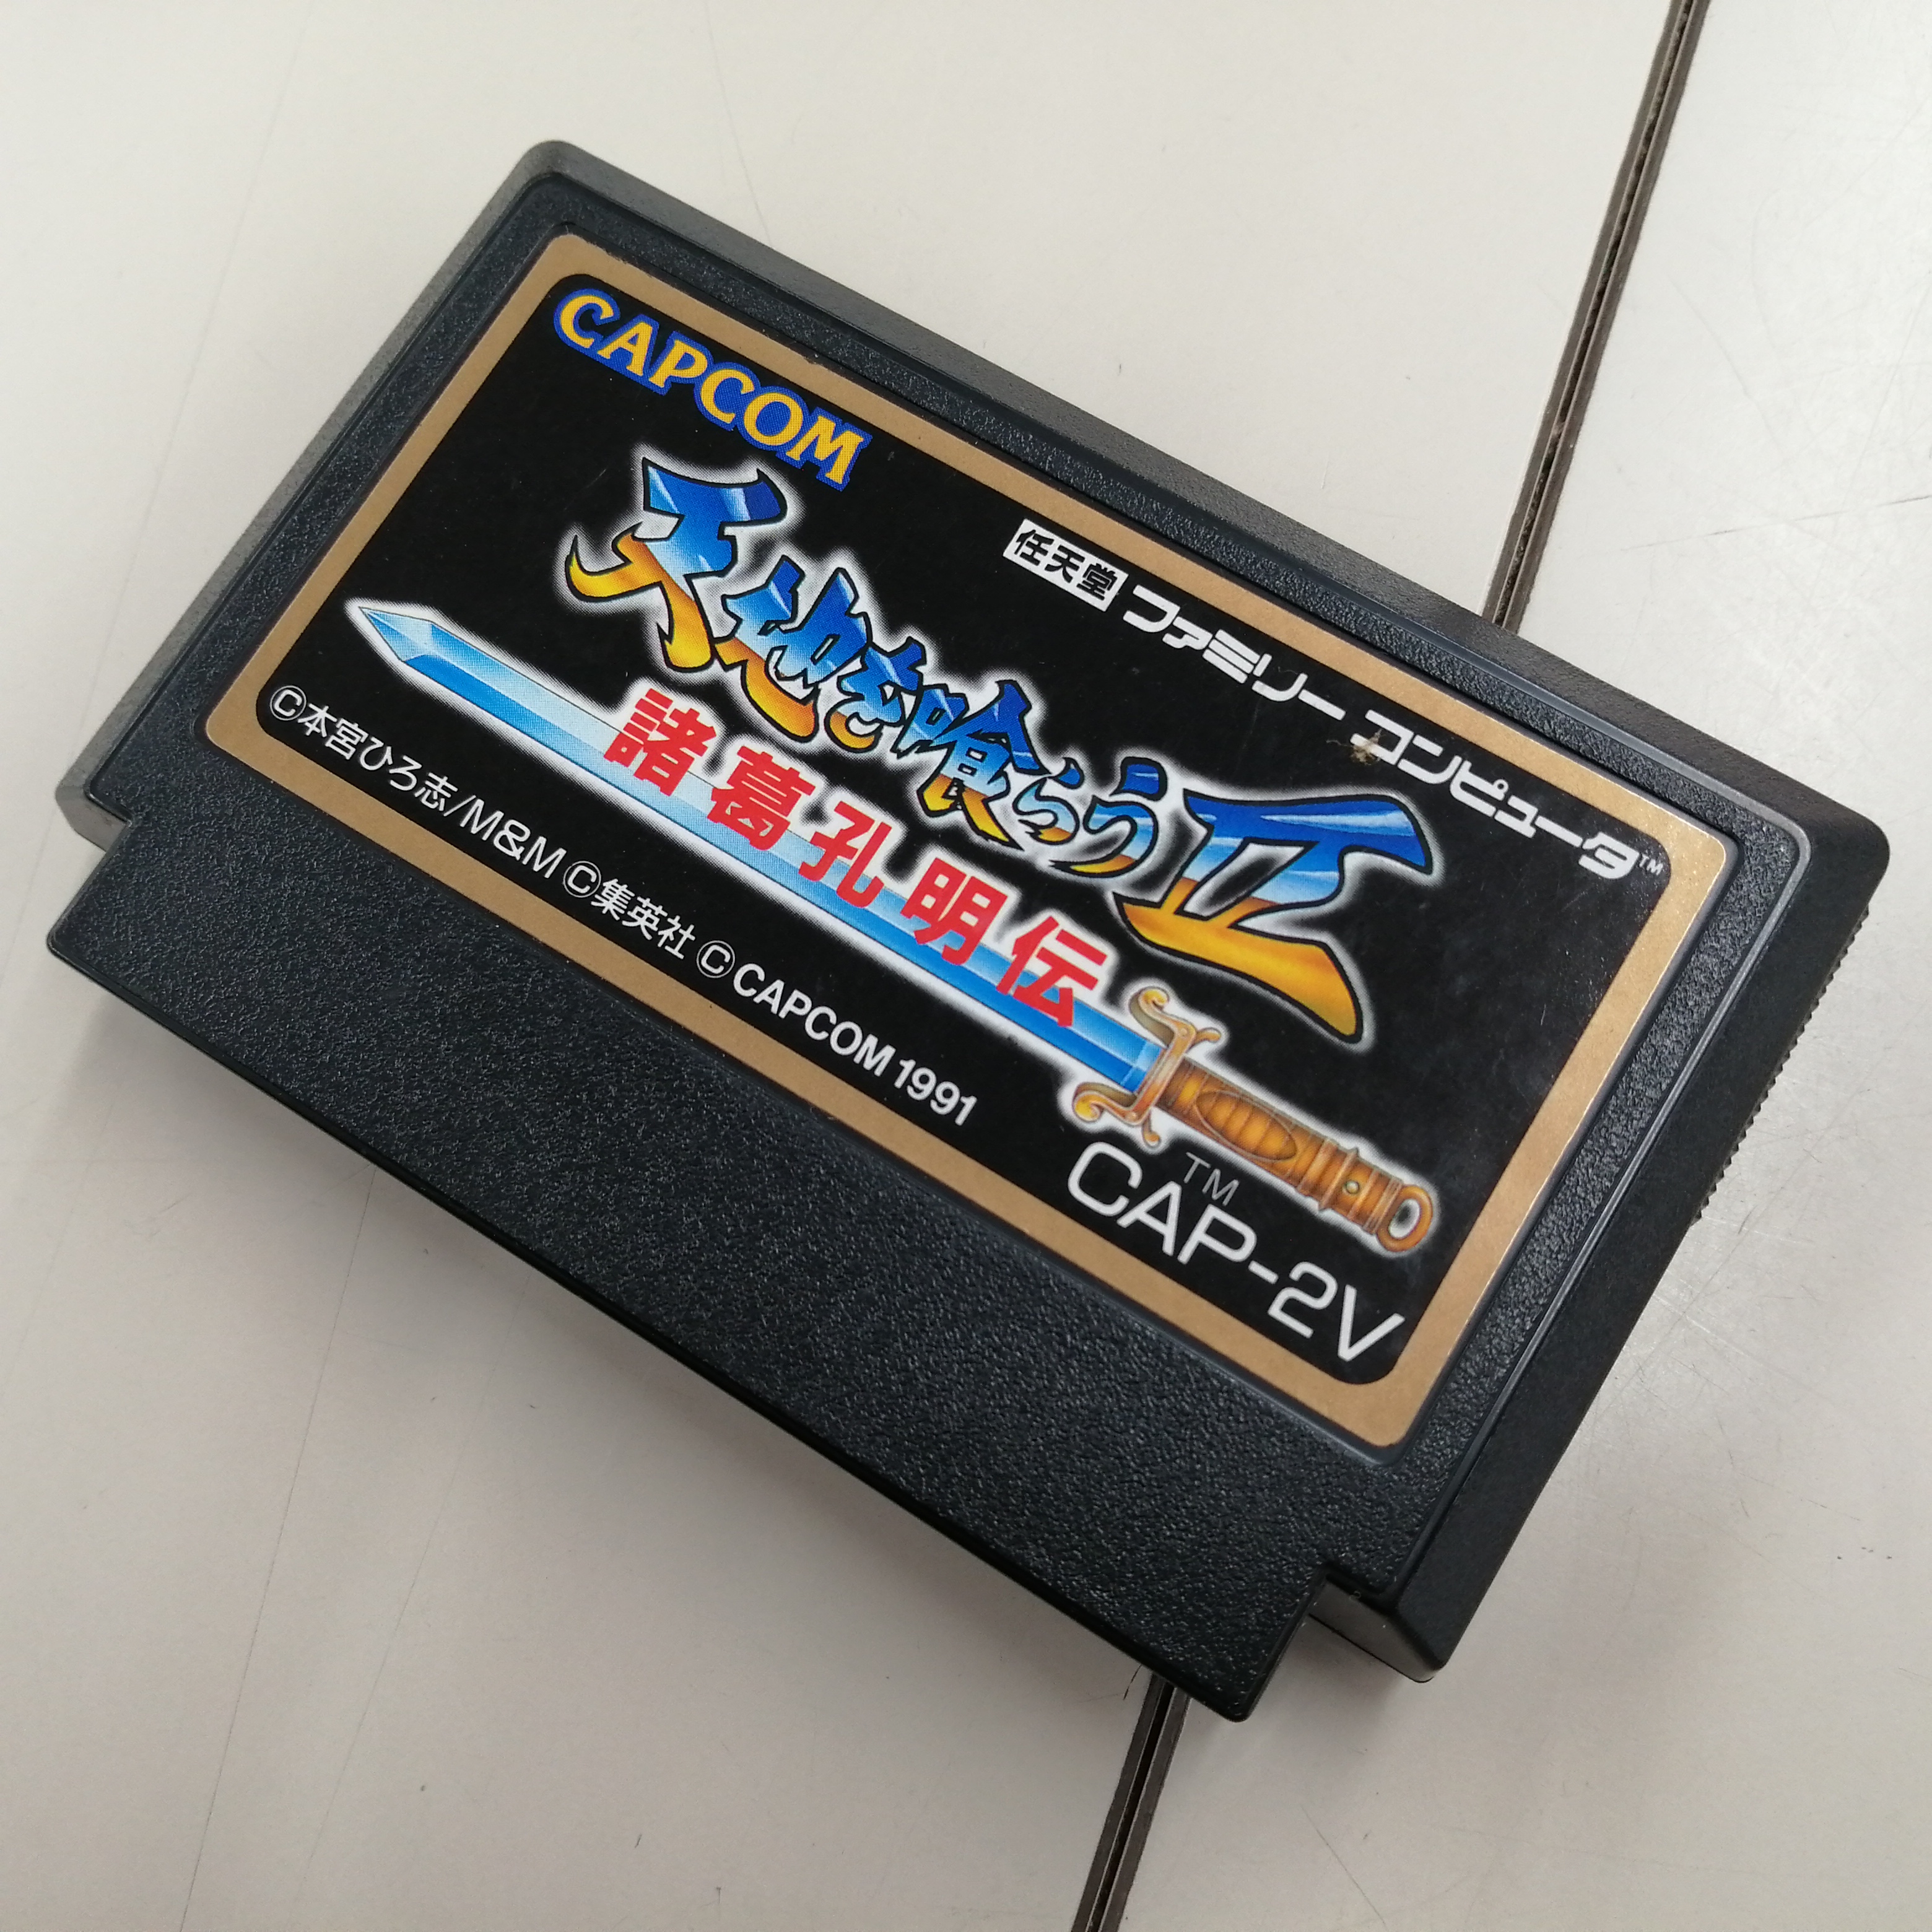 CAPCOM
任天堂 ファミリーコンピュータ™
天地を喰らうII
諸葛孔明伝
©本宮ひろ志/M&M ©集英社 ©CAPCOM 1991
TM
CAP-2V